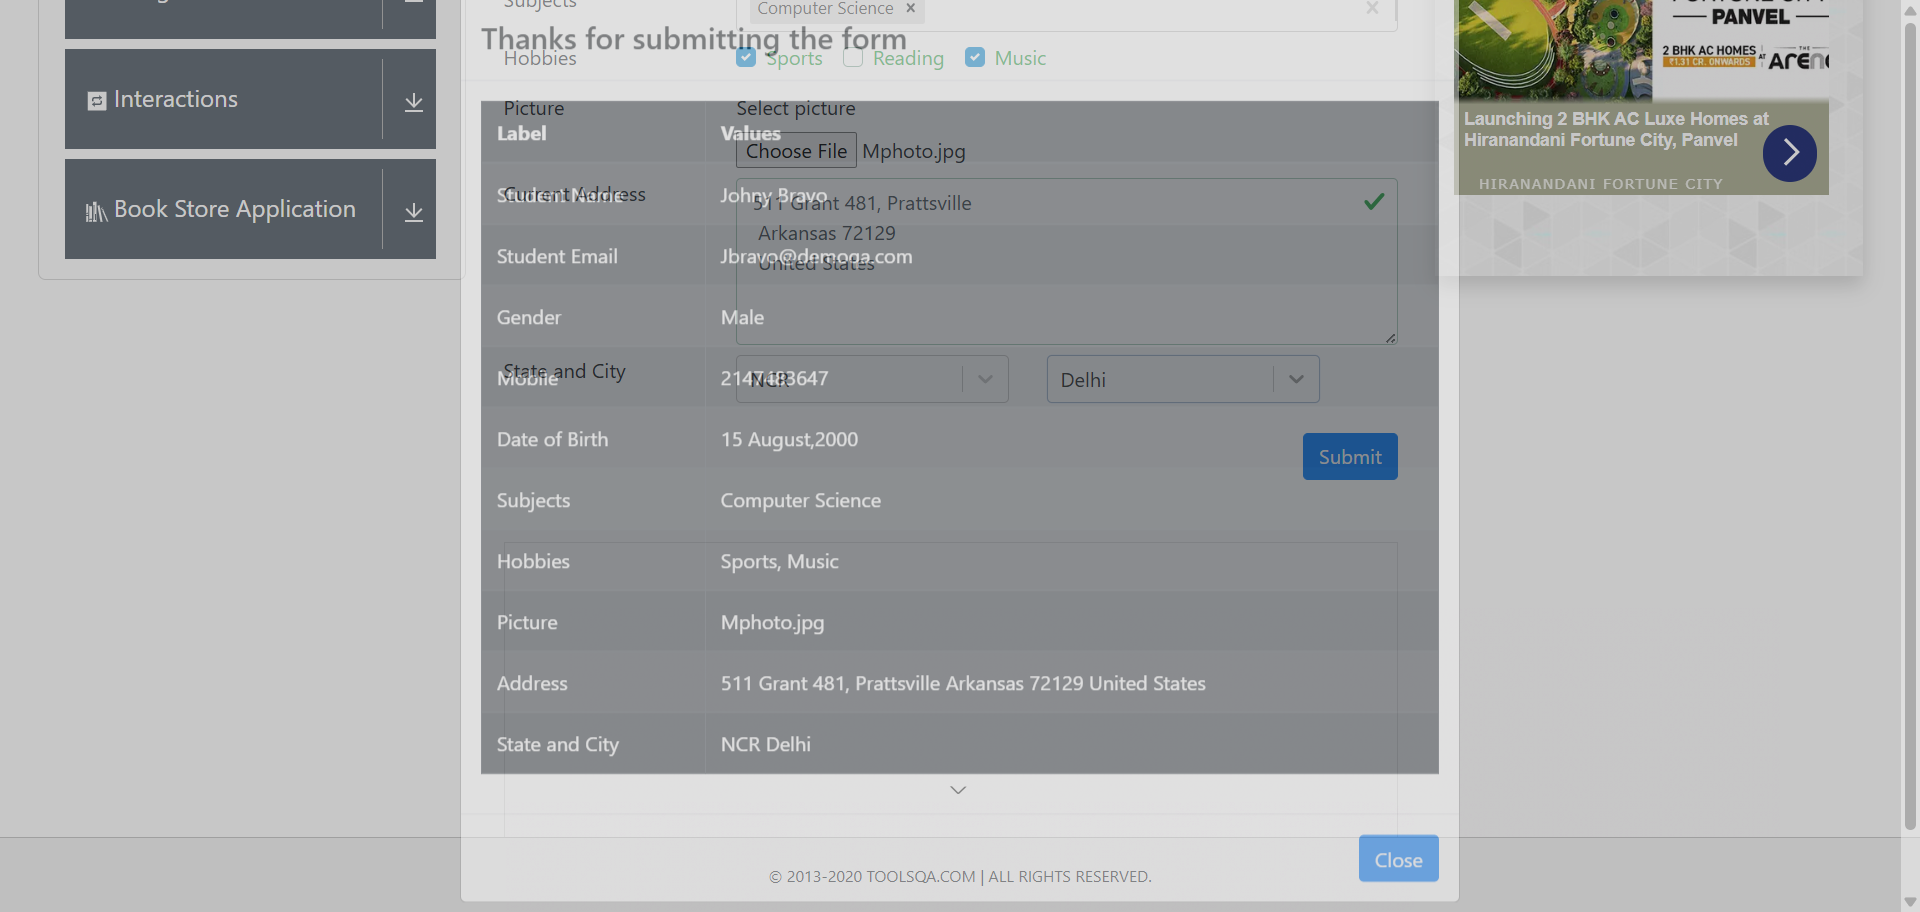 Subjects
Computer Science ×
Thanks for submitting the form
Hobbies
Sports
Reading
Music
Picture
Select picture
Choose File Mphoto.jpg
Current Address
511 Grant 481, Prattsville
Arkansas 72129
United States
State and City
NCR
Delhi
Submit
Label Values
Student Name Johny Bravo
Student Email Jbravo@demoqa.com
Gender Male
Mobile 2147483647
Date of Birth 15 August,2000
Subjects Computer Science
Hobbies Sports, Music
Picture Mphoto.jpg
Address 511 Grant 481, Prattsville Arkansas 72129 United States
State and City NCR Delhi
Close
© 2013-2020 TOOLSQA.COM | ALL RIGHTS RESERVED.
Interactions
Book Store Application
FORTUNE CITY
PANVEL
2 BHK AC HOMES
₹1.31 CR. ONWARDS
AT
THE
Launching 2 BHK AC Luxe Homes at
Hiranandani Fortune City, Panvel
HIRANANDANI FORTUNE CITY